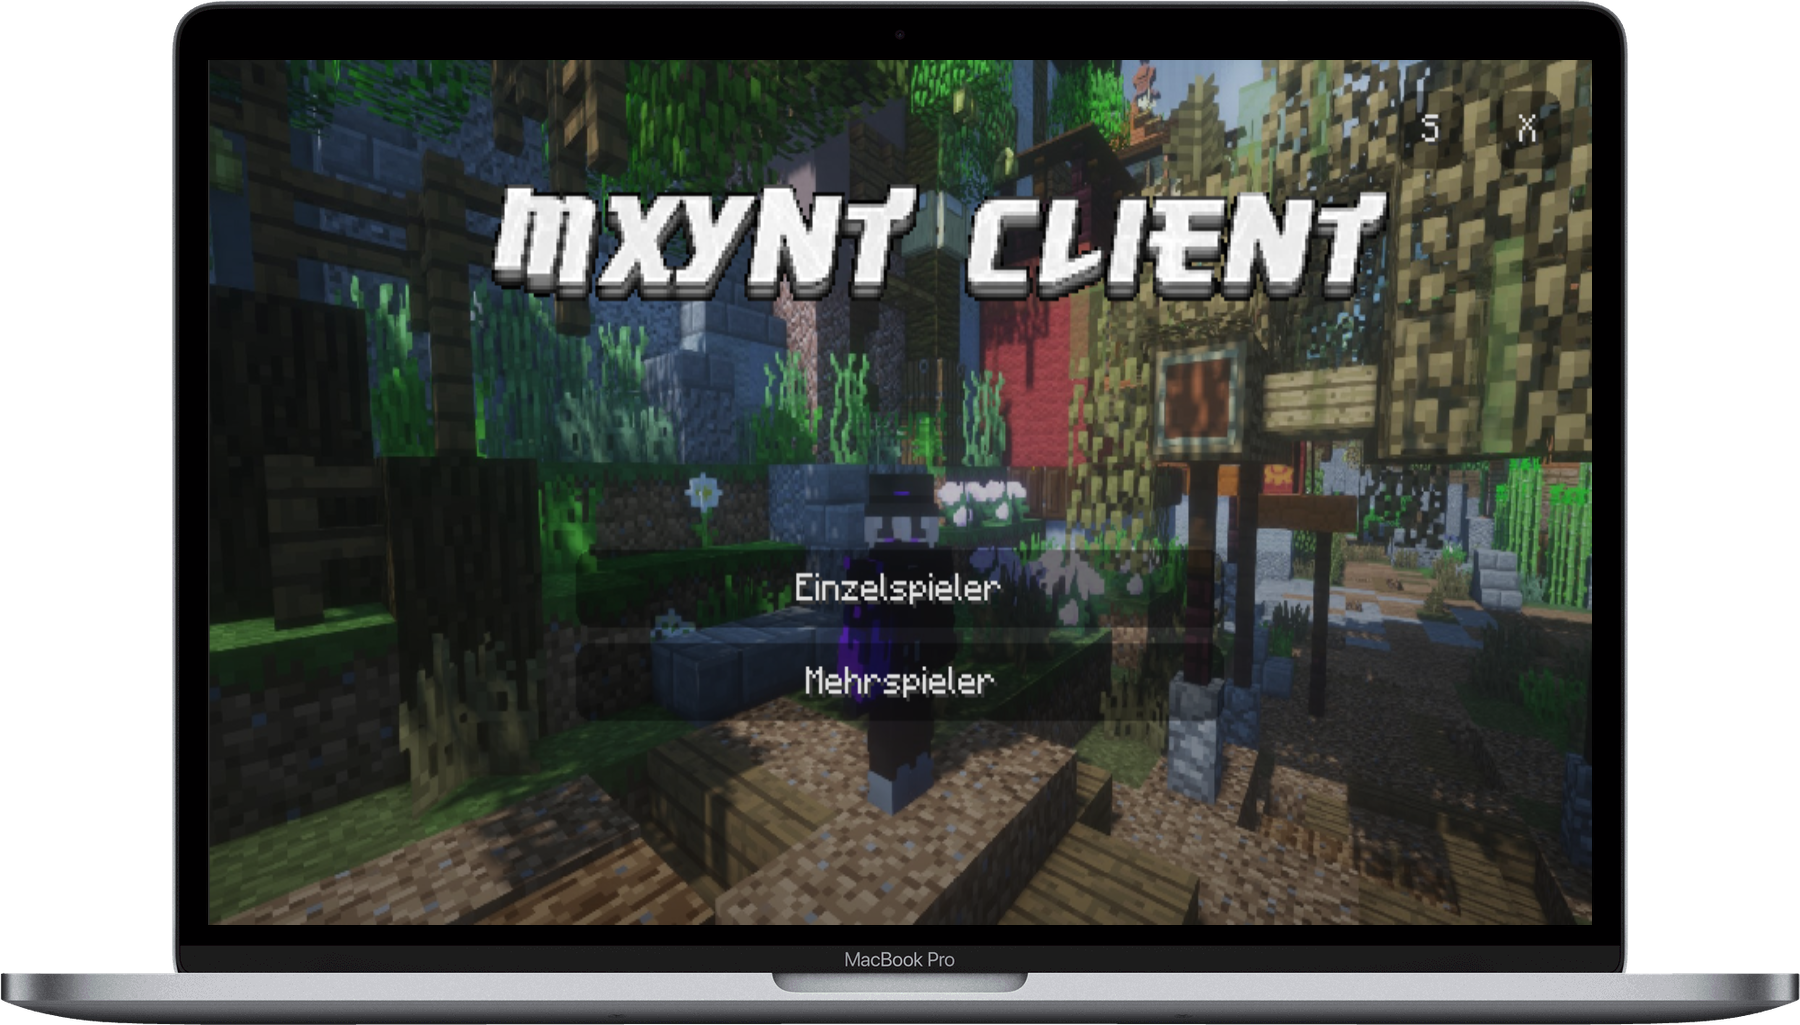 S X
MXYNT CLIENT
Einzelspieler
Mehrspieler
MacBook Pro